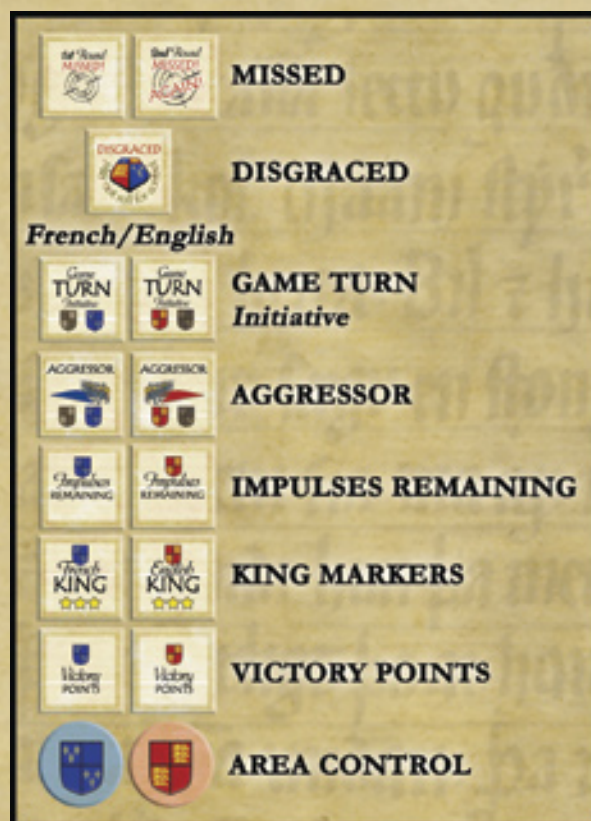 1st Round 2nd Round
MISSED! MISSED!
AGAIN!
MISSED
DISGRACED
DISGRACED
French/English
Game Game
TURN TURN
Initiative Initiative
GAME TURN
Initiative
AGGRESSOR AGGRESSOR
AGGRESSOR
Impulses Impulses
REMAINING REMAINING
IMPULSES REMAINING
French English
KING KING
KING MARKERS
Victory Victory
POINTS POINTS
VICTORY POINTS
AREA CONTROL